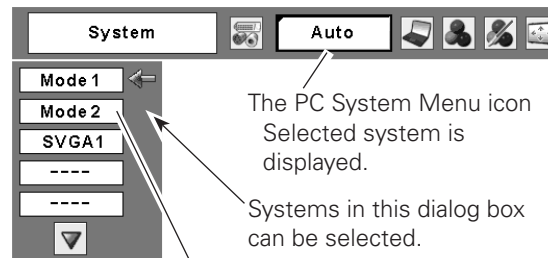 System
Auto
Mode 1
Mode 2
SVGA1
----
----
The PC System Menu icon
Selected system is
displayed.
Systems in this dialog box
can be selected.